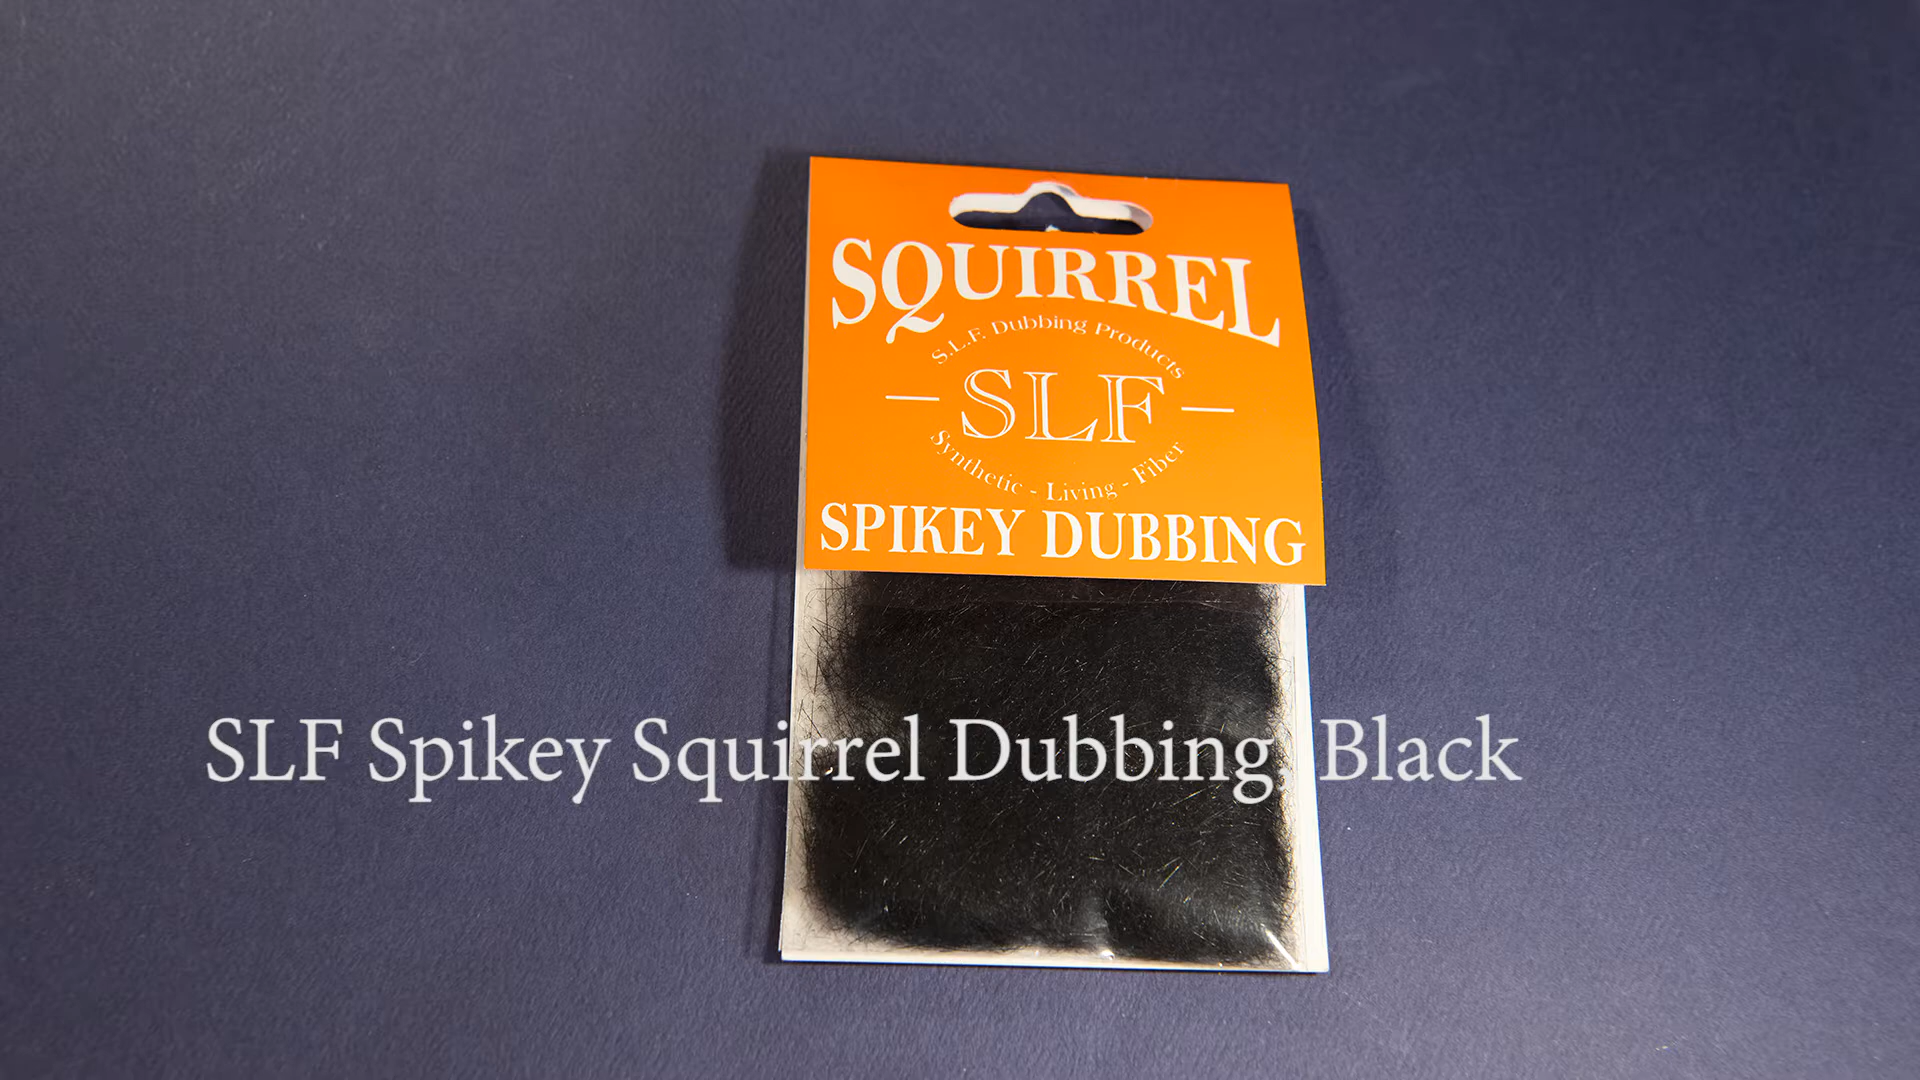 SQUIRREL
S.L.F. Dubbing Products
SLF
Synthetic - Living - Fiber
SPIKEY DUBBING
SLF Spikey Squirrel Dubbing, Black